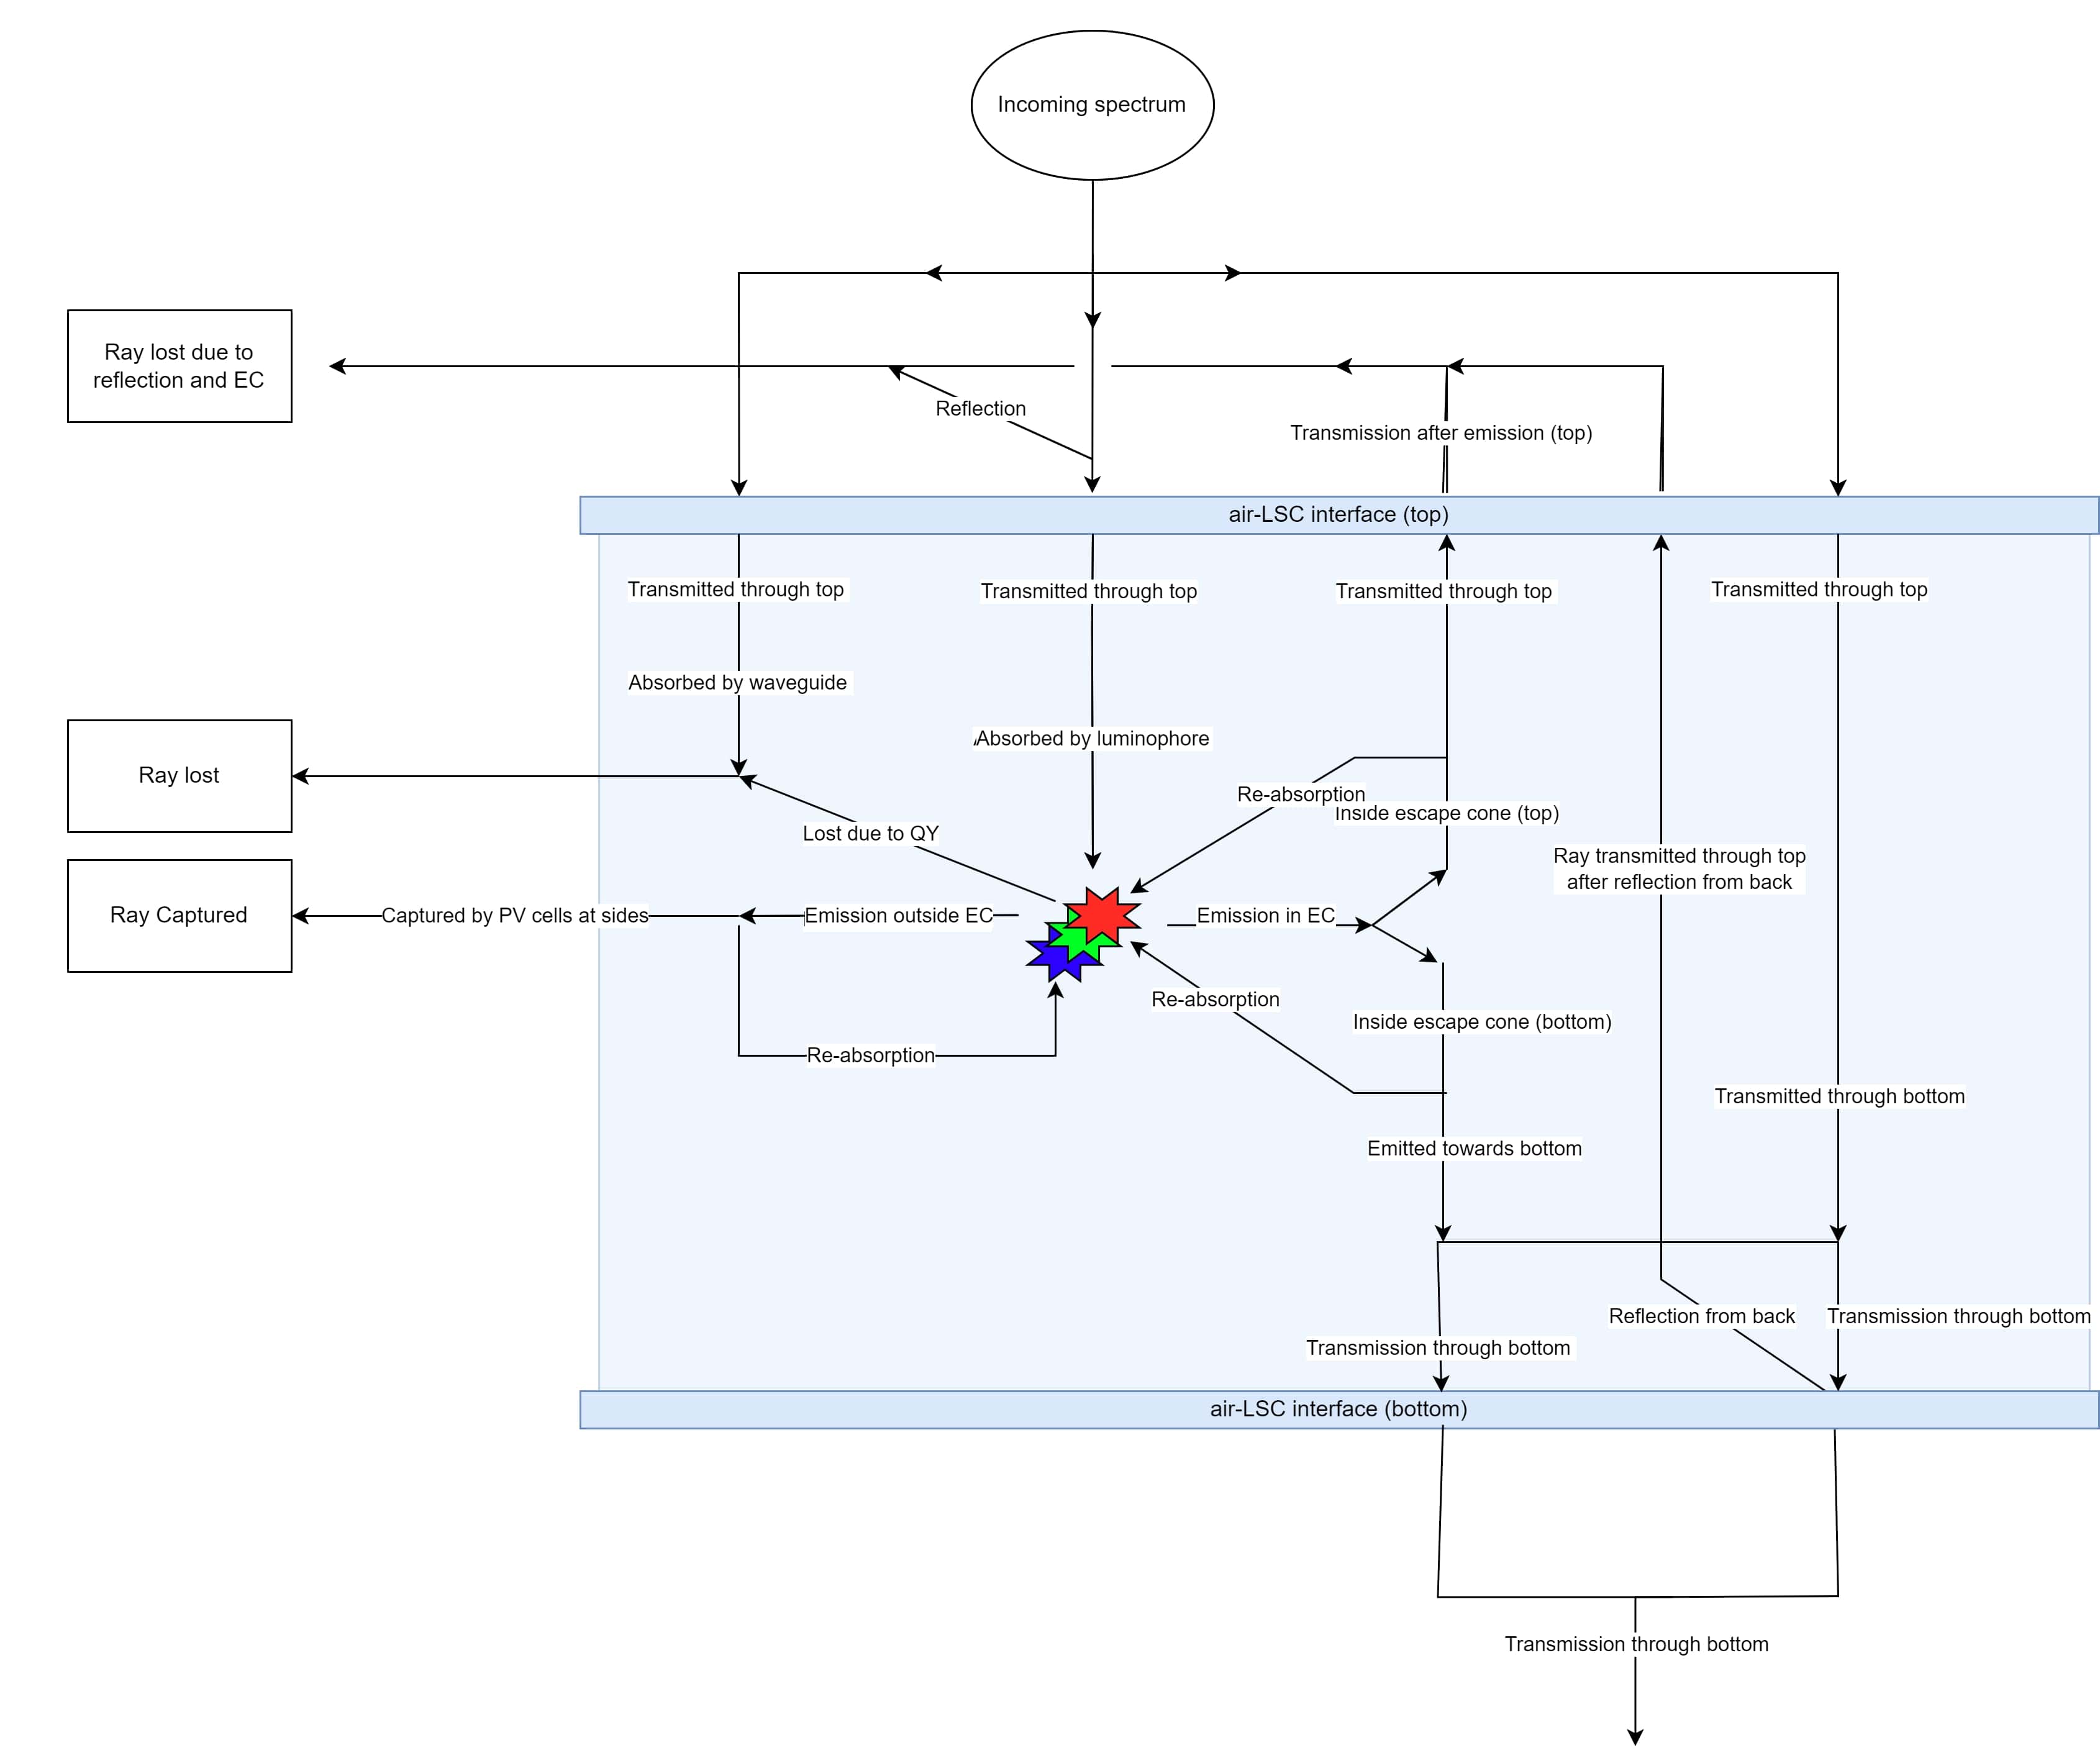 Incoming spectrum
Ray lost due to
reflection and EC
Reflection
Transmission after emission (top)
air-LSC interface (top)
Transmitted through top
Transmitted through top
Transmitted through top
Transmitted through top
Absorbed by waveguide
Absorbed by luminophore
Ray lost
Re-absorption
Inside escape cone (top)
Lost due to QY
Ray transmitted through top
after reflection from back
Ray Captured
Captured by PV cells at sides
Emission outside EC
Emission in EC
Re-absorption
Inside escape cone (bottom)
Re-absorption
Transmitted through bottom
Emitted towards bottom
Reflection from back
Transmission through bottom
Transmission through bottom
air-LSC interface (bottom)
Transmission through bottom